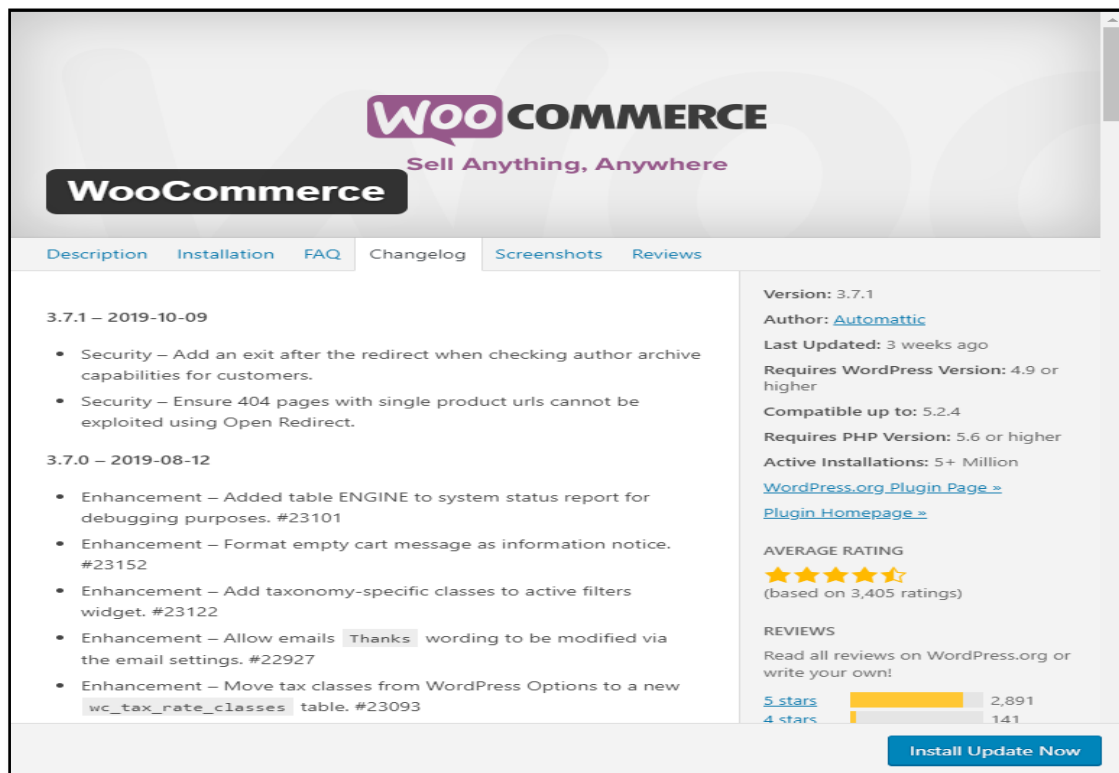 WOO COMMERCE
Sell Anything, Anywhere
WooCommerce
Description Installation FAQ Changelog Screenshots Reviews
3.7.1 – 2019-10-09
• Security – Add an exit after the redirect when checking author archive
capabilities for customers.
• Security – Ensure 404 pages with single product urls cannot be
exploited using Open Redirect.
3.7.0 – 2019-08-12
• Enhancement – Added table ENGINE to system status report for
debugging purposes. #23101
• Enhancement – Format empty cart message as information notice.
#23152
• Enhancement – Add taxonomy-specific classes to active filters
widget. #23122
• Enhancement – Allow emails Thanks wording to be modified via
the email settings. #22927
• Enhancement – Move tax classes from WordPress Options to a new
wc_tax_rate_classes table. #23093
Version: 3.7.1
Author: Automattic
Last Updated: 3 weeks ago
Requires WordPress Version: 4.9 or
higher
Compatible up to: 5.2.4
Requires PHP Version: 5.6 or higher
Active Installations: 5+ Million
WordPress.org Plugin Page »
Plugin Homepage »
AVERAGE RATING
(based on 3,405 ratings)
REVIEWS
Read all reviews on WordPress.org or
write your own!
5 stars 2,891
4 stars 141
Install Update Now